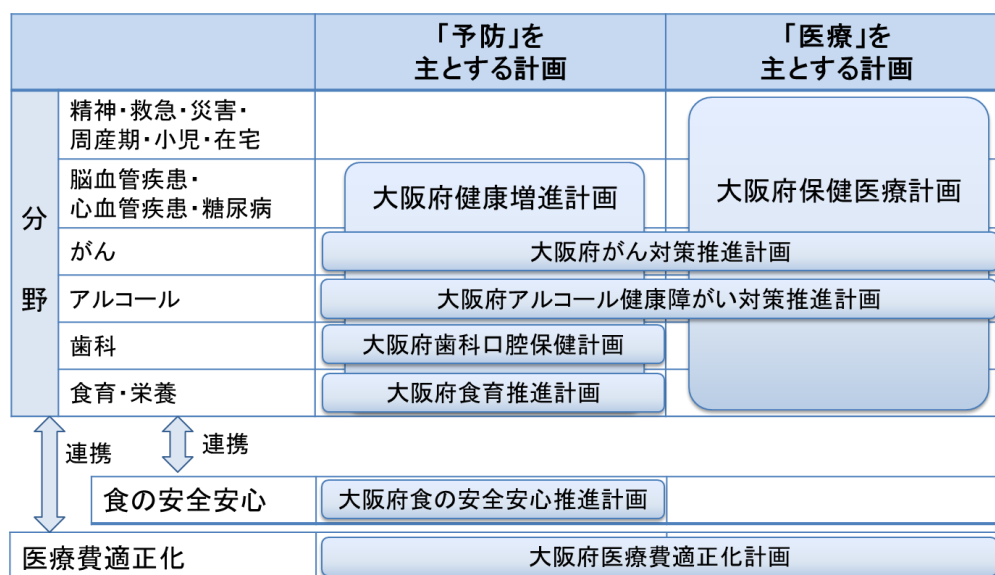 「予防」を
主とする計画
「医療」を
主とする計画
分
野
精神・救急・災害・
周産期・小児・在宅
脳血管疾患・
心血管疾患・糖尿病
大阪府健康増進計画
大阪府保健医療計画
がん
大阪府がん対策推進計画
アルコール
大阪府アルコール健康障がい対策推進計画
歯科
大阪府歯科口腔保健計画
食育・栄養
大阪府食育推進計画
連携
連携
食の安全安心
大阪府食の安全安心推進計画
医療費適正化
大阪府医療費適正化計画